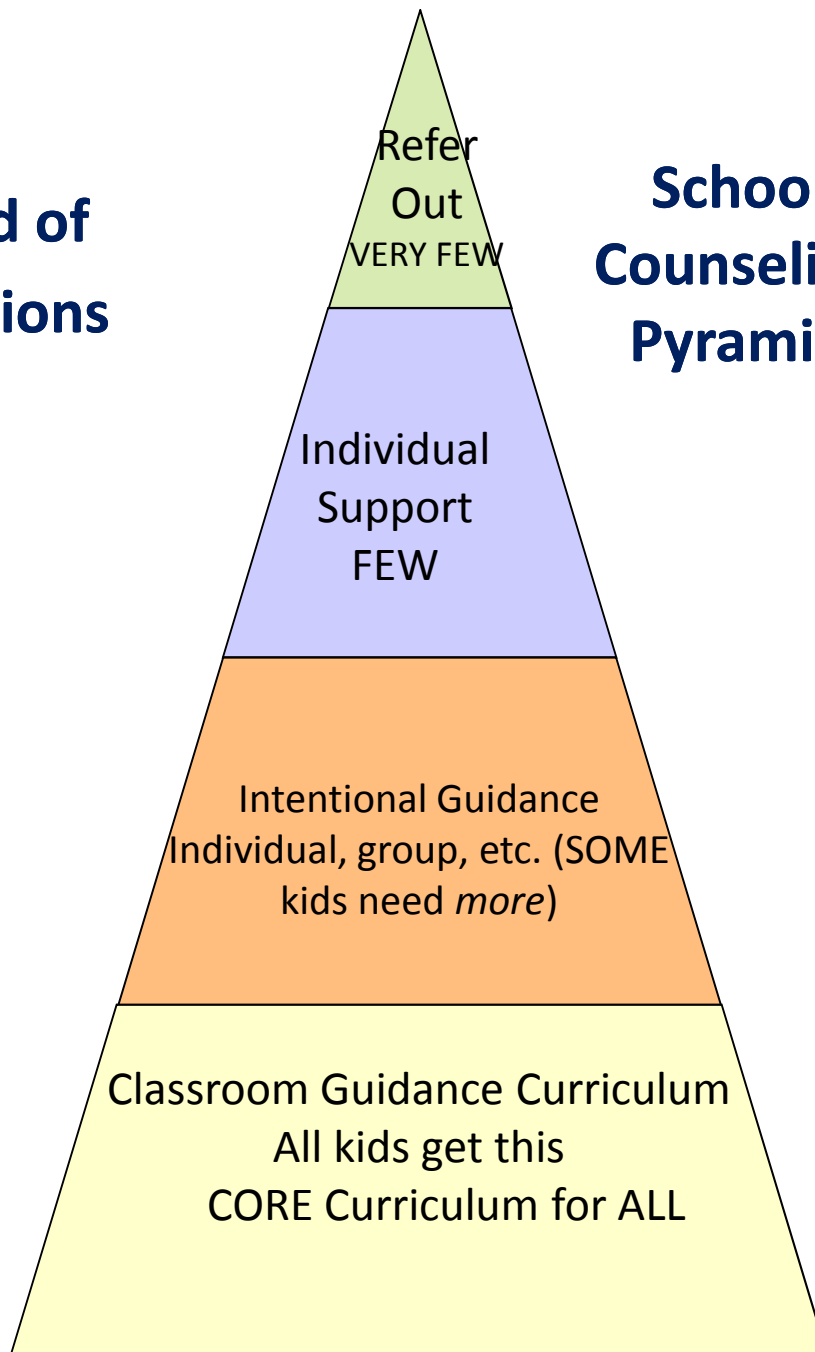 d of
tions
Schoo
Counseli
Pyrami
Refer
Out
VERY FEW
Individual
Support
FEW
Intentional Guidance
Individual, group, etc. (SOME
kids need more)
Classroom Guidance Curriculum
All kids get this
CORE Curriculum for ALL